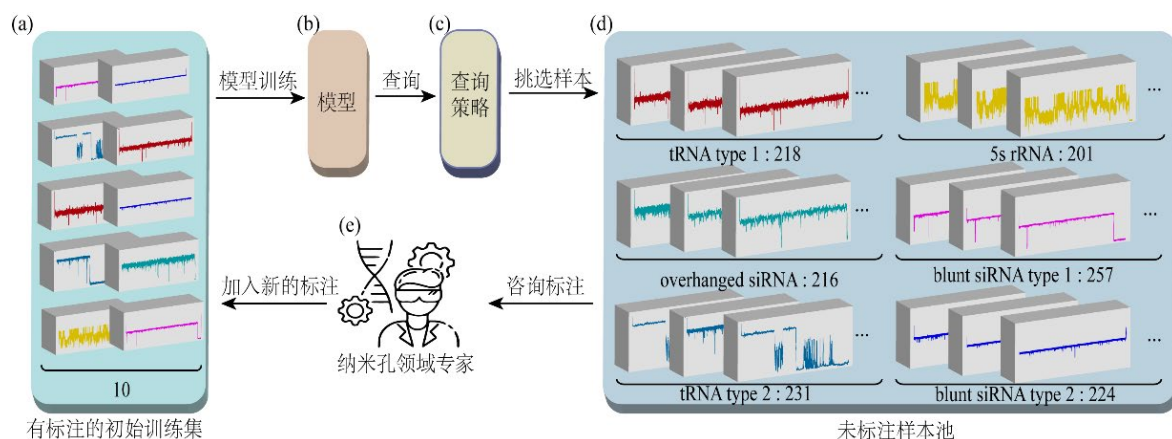 (a)
10
有标注的初始训练集
模型训练
(b)
模型
查询
(c)
查询
策略
挑选样本
(d)
...
tRNA type 1 : 218
...
5s rRNA : 201
...
overhanged siRNA : 216
...
blunt siRNA type 1 : 257
...
tRNA type 2 : 231
...
blunt siRNA type 2 : 224
未标注样本池
咨询标注
(e)
纳米孔领域专家
加入新的标注